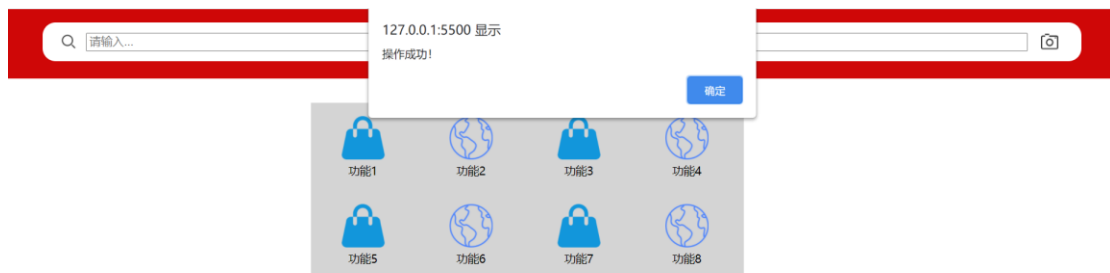 127.0.0.1:5500 显示
操作成功!
确定
请输入...
功能1 功能2 功能3 功能4
功能5 功能6 功能7 功能8